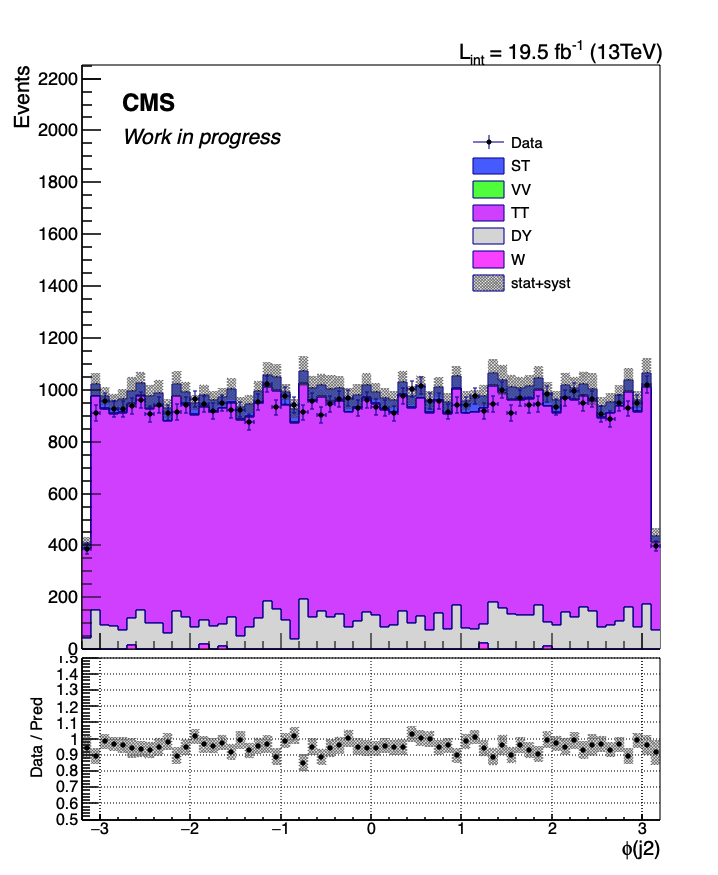 L_int = 19.5 fb⁻¹ (13TeV)
Events
CMS
Work in progress
Data
ST
VV
TT
DY
W
stat+syst
2200
2000
1800
1600
1400
1200
1000
800
600
400
200
0
Data / Pred
1.5
1.4
1.3
1.2
1.1
1
0.9
0.8
0.7
0.6
0.5
−3 −2 −1 0 1 2 3
ϕ(j2)